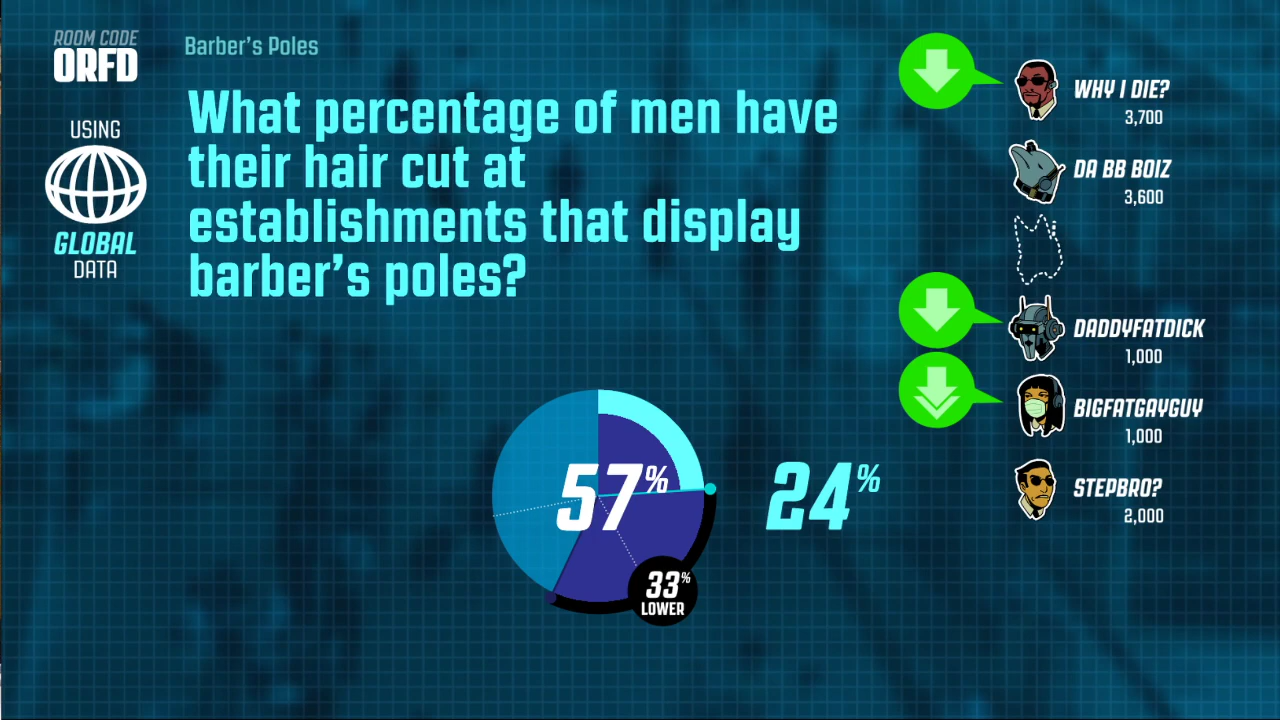 ROOM CODE
ORFD
USING
GLOBAL
DATA
Barber's Poles
What percentage of men have
their hair cut at
establishments that display
barber's poles?
57%
24%
33%
LOWER
WHY I DIE?
3,700
DA BB BOIZ
3,600
DADDYFATDICK
1,000
BIGFATGAYGUY
1,000
STEPBRO?
2,000